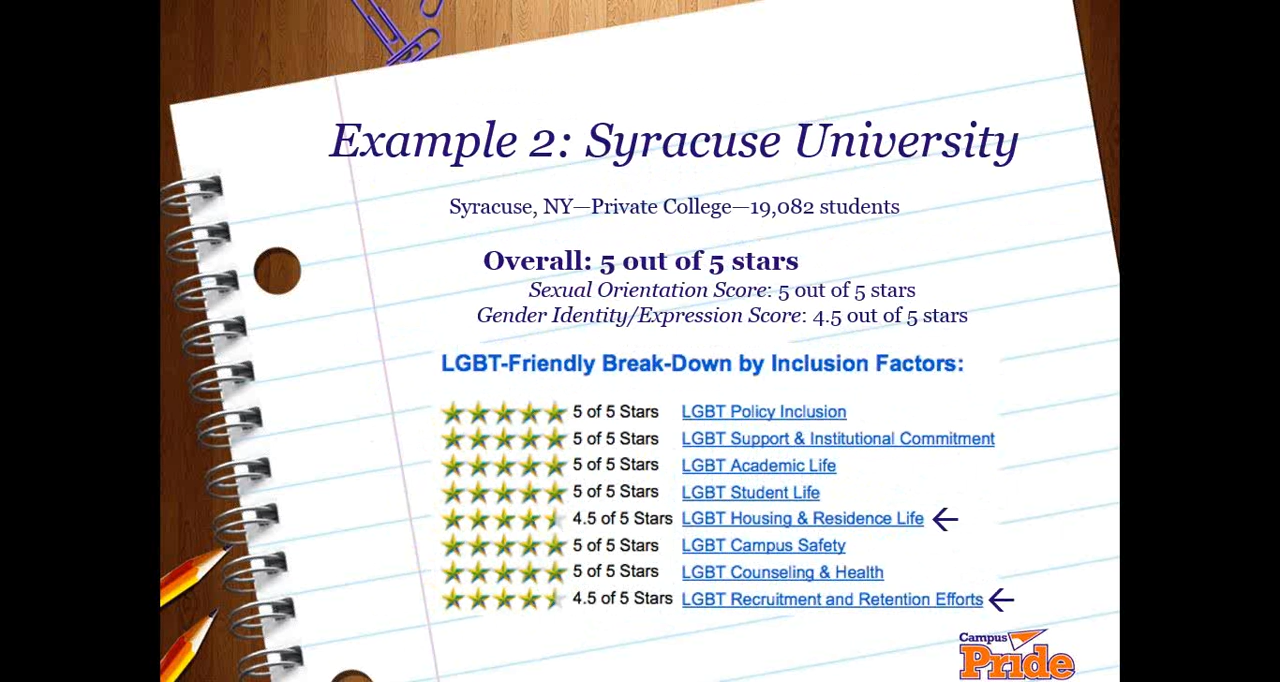 Example 2: Syracuse University
Syracuse, NY—Private College—19,082 students
Overall: 5 out of 5 stars
Sexual Orientation Score: 5 out of 5 stars
Gender Identity/Expression Score: 4.5 out of 5 stars
LGBT-Friendly Break-Down by Inclusion Factors:
5 of 5 Stars LGBT Policy Inclusion
5 of 5 Stars LGBT Support & Institutional Commitment
5 of 5 Stars LGBT Academic Life
5 of 5 Stars LGBT Student Life
4.5 of 5 Stars LGBT Housing & Residence Life
5 of 5 Stars LGBT Campus Safety
5 of 5 Stars LGBT Counseling & Health
4.5 of 5 Stars LGBT Recruitment and Retention Efforts
Campus
Pride